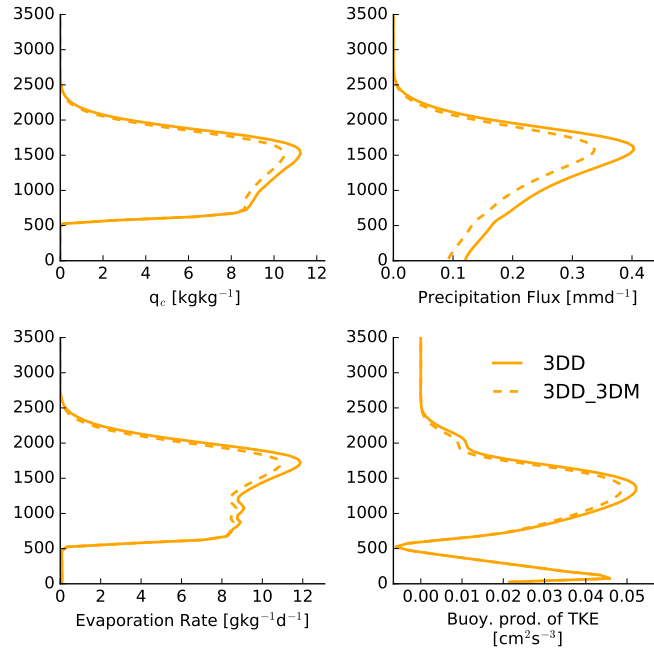 3500
3000
2500
2000
1500
1000
500
0
0 2 4 6 8 10 12
q_c [kgkg⁻¹]
3500
3000
2500
2000
1500
1000
500
0
0.0 0.1 0.2 0.3 0.4
Precipitation Flux [mmd⁻¹]
3500
3000
2500
2000
1500
1000
500
0
0 2 4 6 8 10 12
Evaporation Rate [gkg⁻¹d⁻¹]
3500
3000
2500
2000
1500
1000
500
0
3DD
3DD_3DM
0.00 0.01 0.02 0.03 0.04 0.05
Buoy. prod. of TKE
[cm²s⁻³]